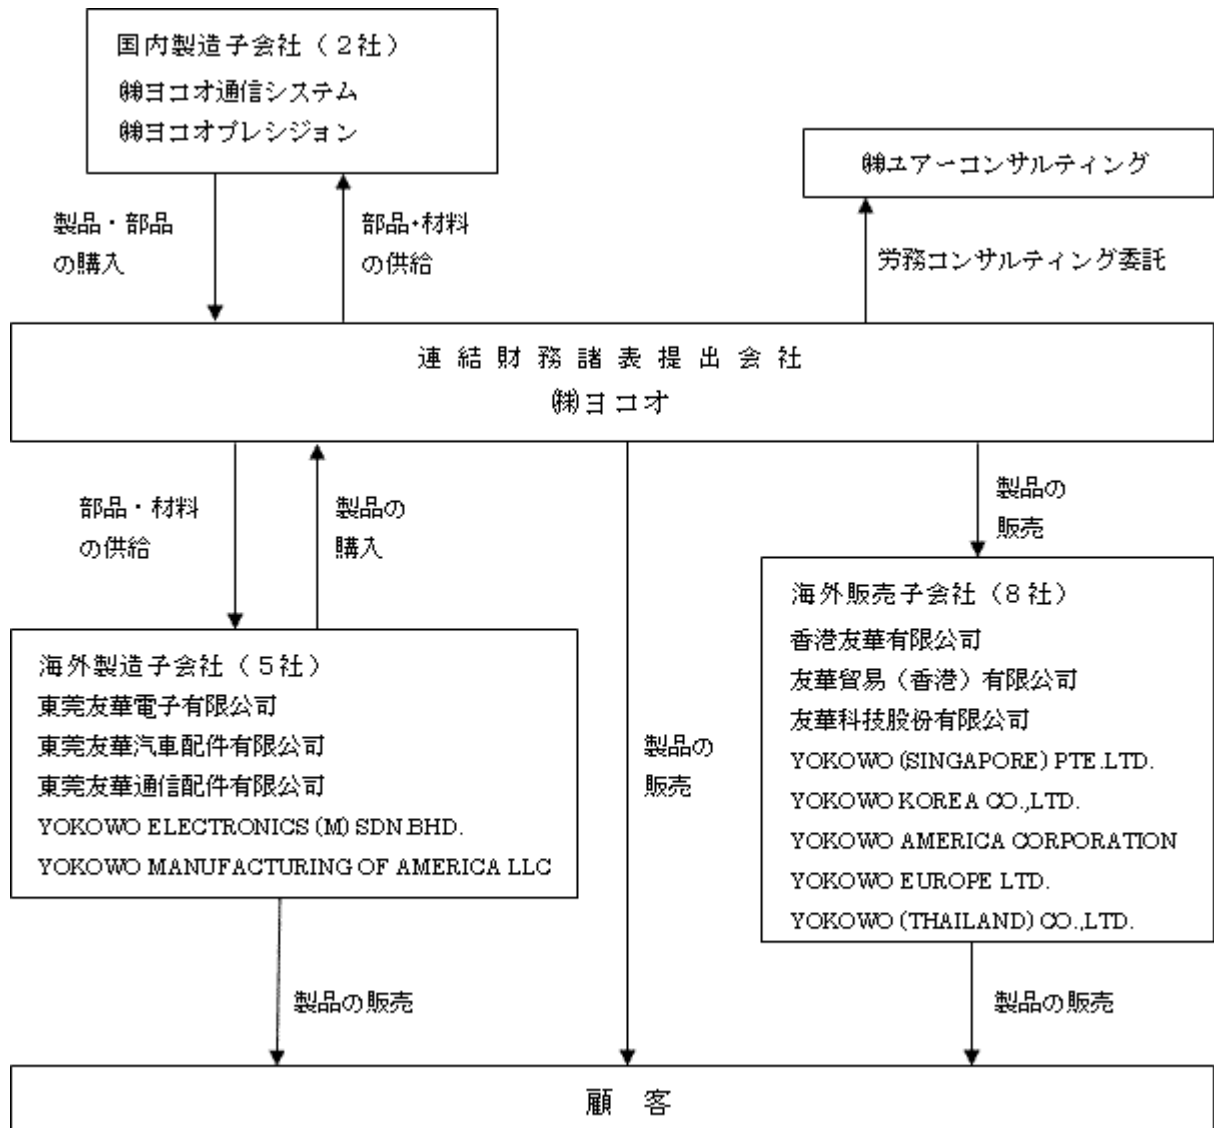 国内製造子会社（２社）
㈱ヨコオ通信システム
㈱ヨコオプレシジョン
㈱ユアーコンサルティング
製品・部品
の購入
部品・材料
の供給
労務コンサルティング委託
連結財務諸表提出会社
㈱ヨコオ
部品・材料
の供給
製品の
購入
製品の
販売
海外製造子会社（５社）
東莞友華電子有限公司
東莞友華汽車配件有限公司
東莞友華通信配件有限公司
YOKOWO ELECTRONICS (M) SDN.BHD.
YOKOWO MANUFACTURING OF AMERICA LLC
製品の
販売
海外販売子会社（８社）
香港友華有限公司
友華貿易（香港）有限公司
友華科技股份有限公司
YOKOWO (SINGAPORE) PTE.LTD.
YOKOWO KOREA CO.,LTD.
YOKOWO AMERICA CORPORATION
YOKOWO EUROPE LTD.
YOKOWO (THAILAND) CO.,LTD.
製品の販売
製品の販売
顧客